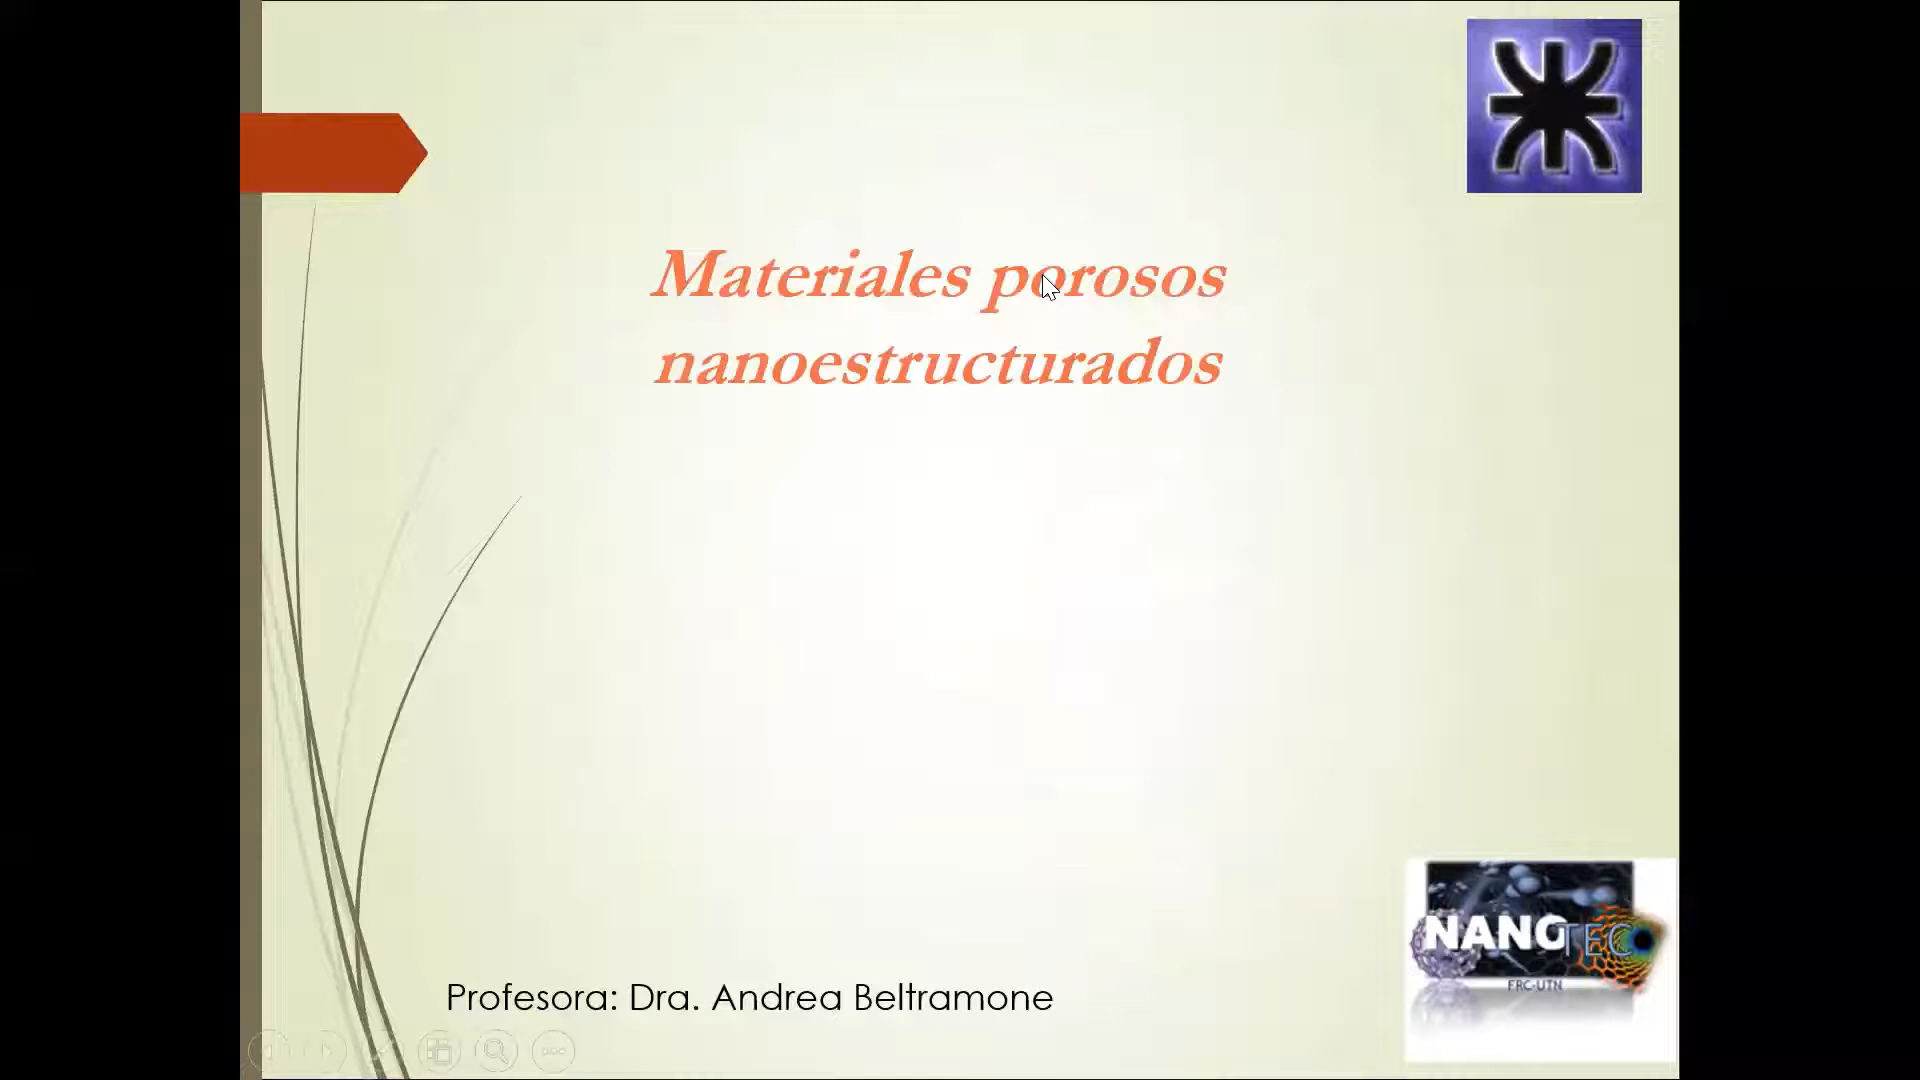 Materiales porosos
nanoestructurados
NANOTEC
FRC-UTN
Profesora: Dra. Andrea Beltramone